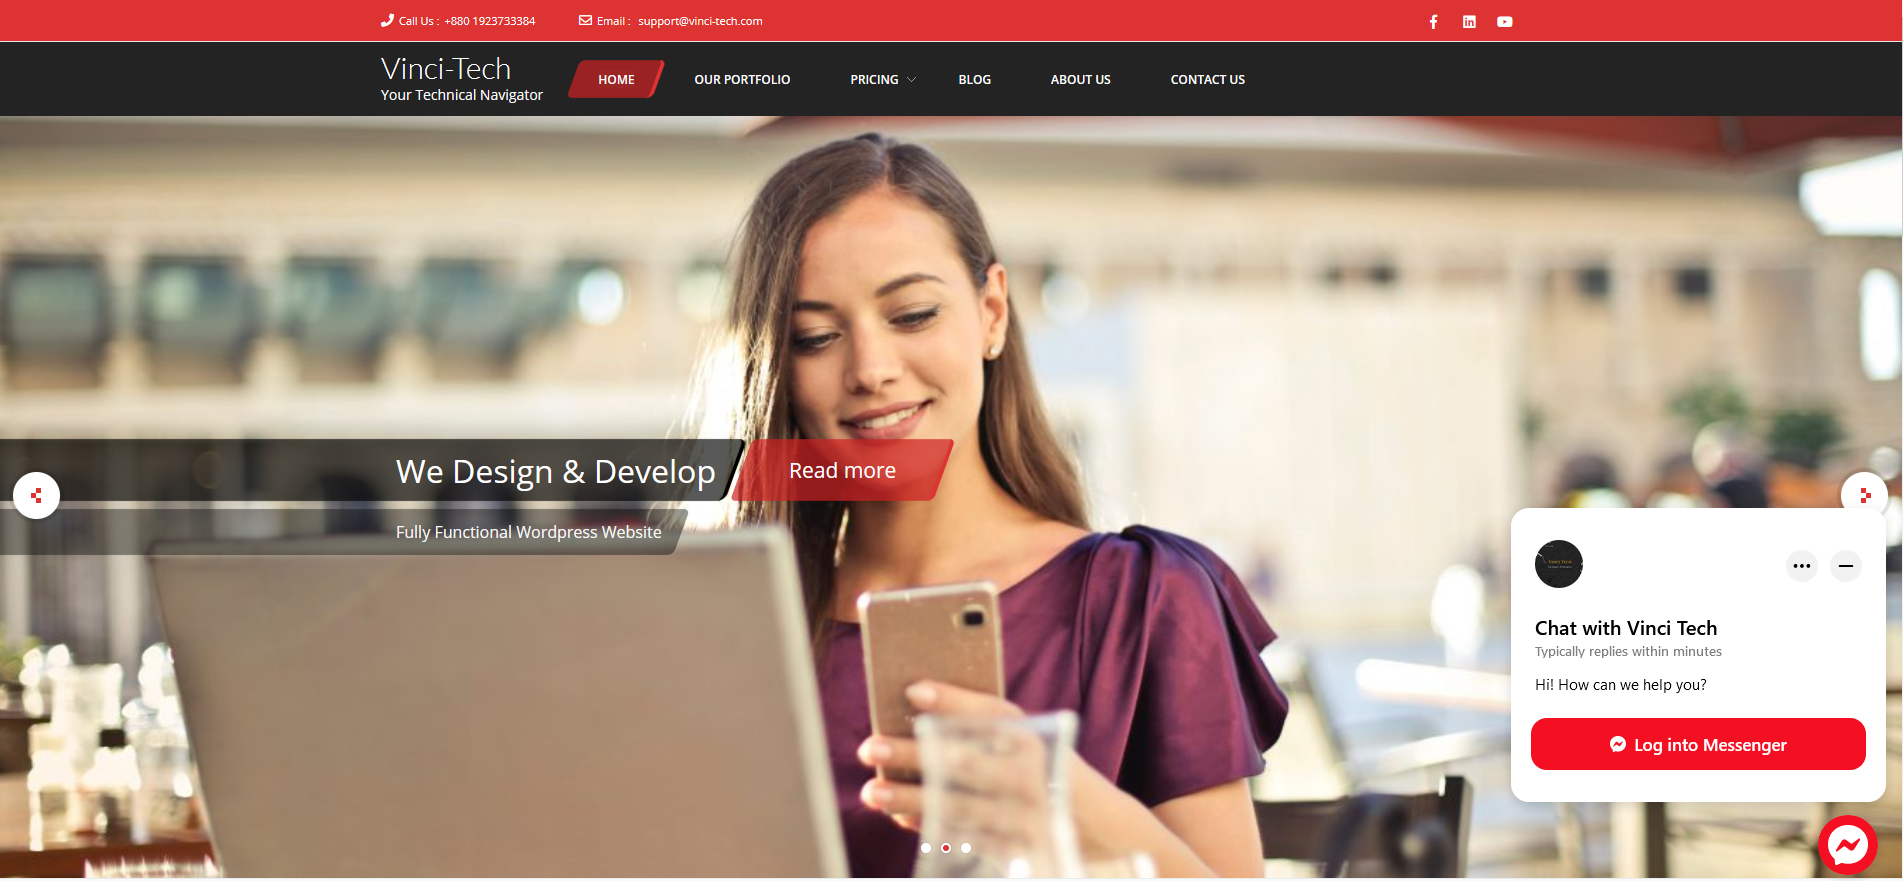 Call Us : +880 1923733384
Email : support@vinci-tech.com
Vinci-Tech
Your Technical Navigator
HOME
OUR PORTFOLIO
PRICING
BLOG
ABOUT US
CONTACT US
We Design & Develop
Read more
Fully Functional Wordpress Website
Chat with Vinci Tech
Typically replies within minutes
Hi! How can we help you?
Log into Messenger